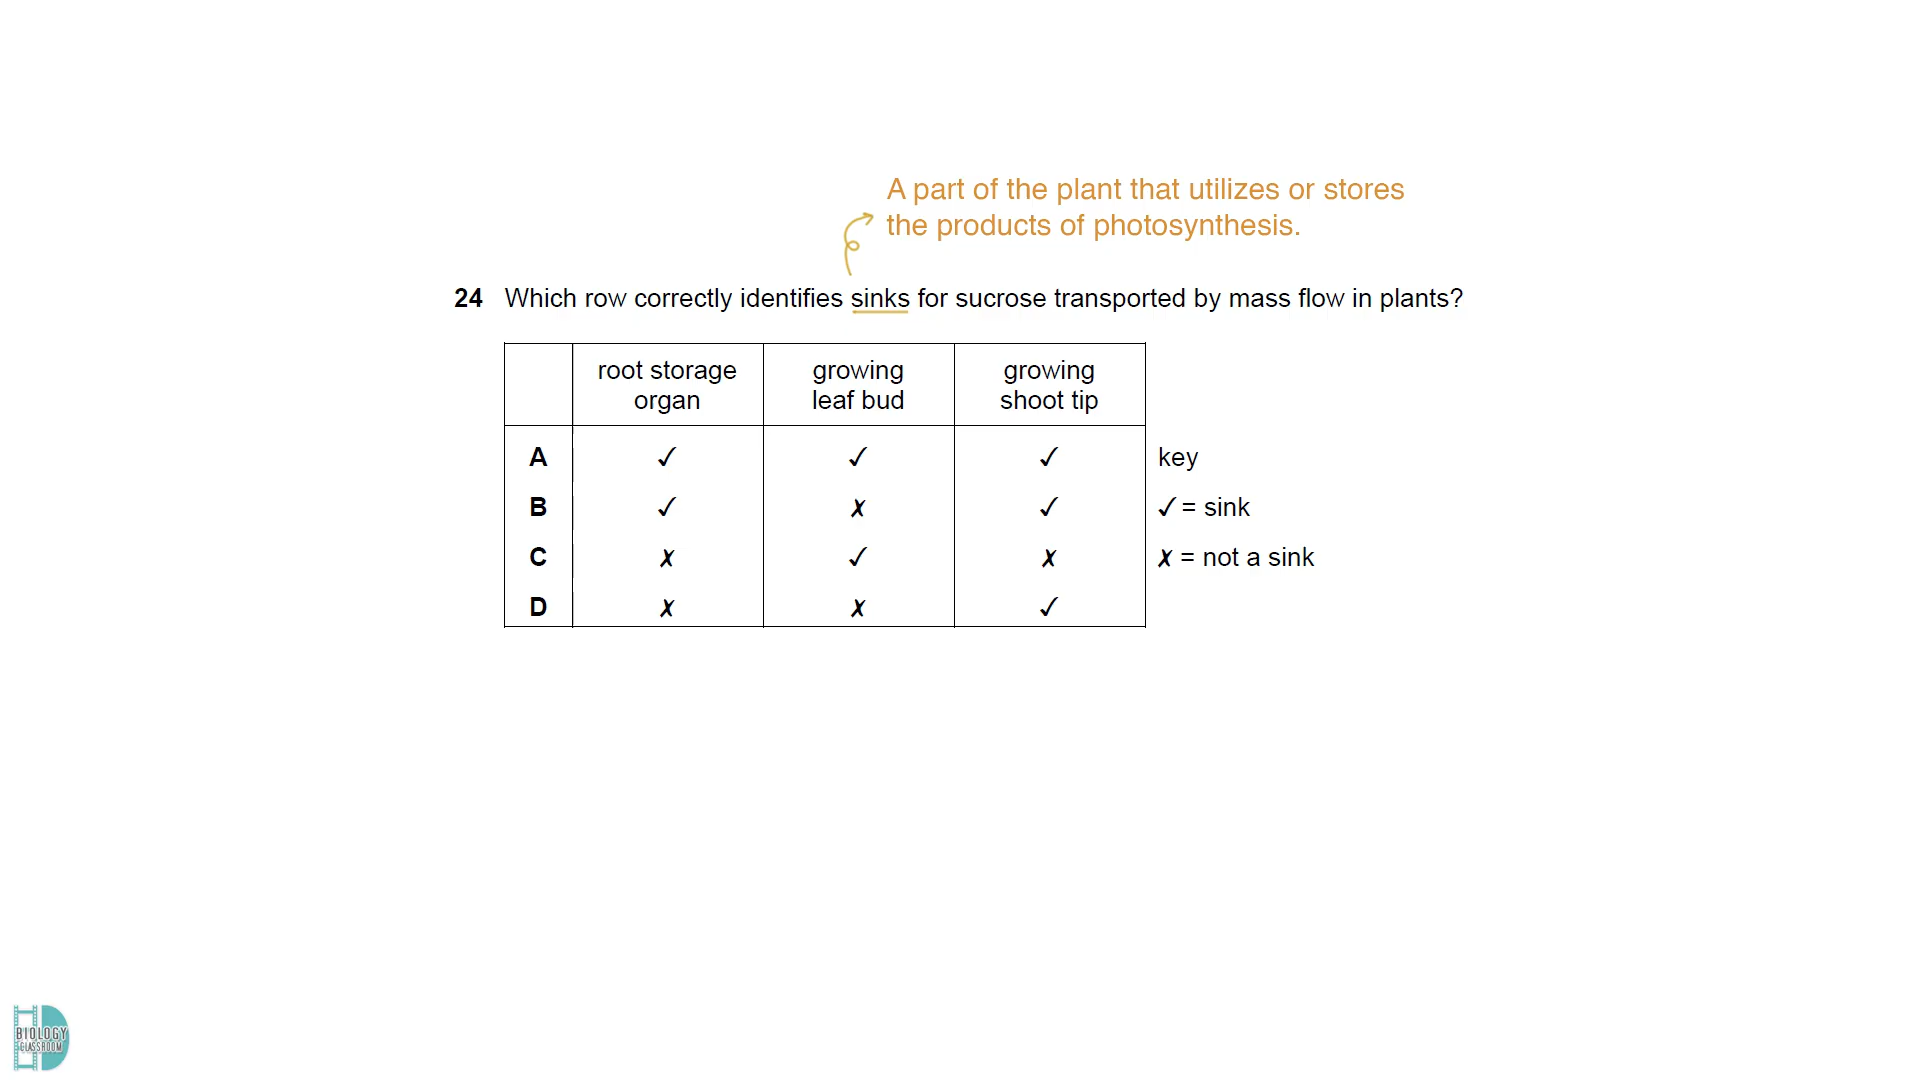 A part of the plant that utilizes or stores
the products of photosynthesis.
24 Which row correctly identifies sinks for sucrose transported by mass flow in plants?
root storage organ growing leaf bud growing shoot tip
A ✓ ✓ ✓ key
B ✓ ✗ ✓ ✓ = sink
C ✗ ✓ ✗ ✗ = not a sink
D ✗ ✗ ✓
BIOLOGY
CLASSROOM